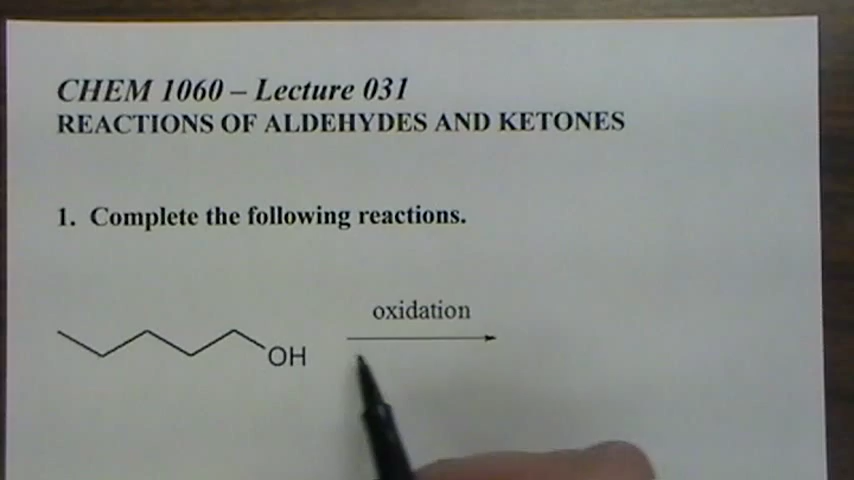 CHEM 1060 – Lecture 031
REACTIONS OF ALDEHYDES AND KETONES
1. Complete the following reactions.
oxidation
OH